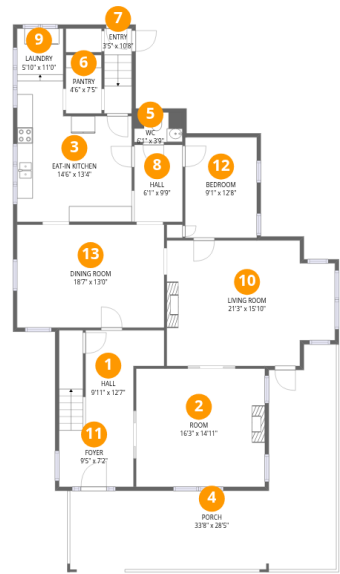 7
ENTRY
3'5" x 10'8"
9
LAUNDRY
5'10" x 11'0"
6
PANTRY
4'6" x 7'5"
5
WC
6'1" x 3'9"
3
EAT-IN KITCHEN
14'6" x 13'4"
8
HALL
6'1" x 9'9"
12
BEDROOM
9'1" x 12'8"
13
DINING ROOM
18'7" x 13'0"
10
LIVING ROOM
21'3" x 15'10"
1
HALL
9'11" x 12'7"
2
ROOM
16'3" x 14'11"
11
FOYER
9'5" x 7'2"
4
PORCH
33'8" x 28'5"